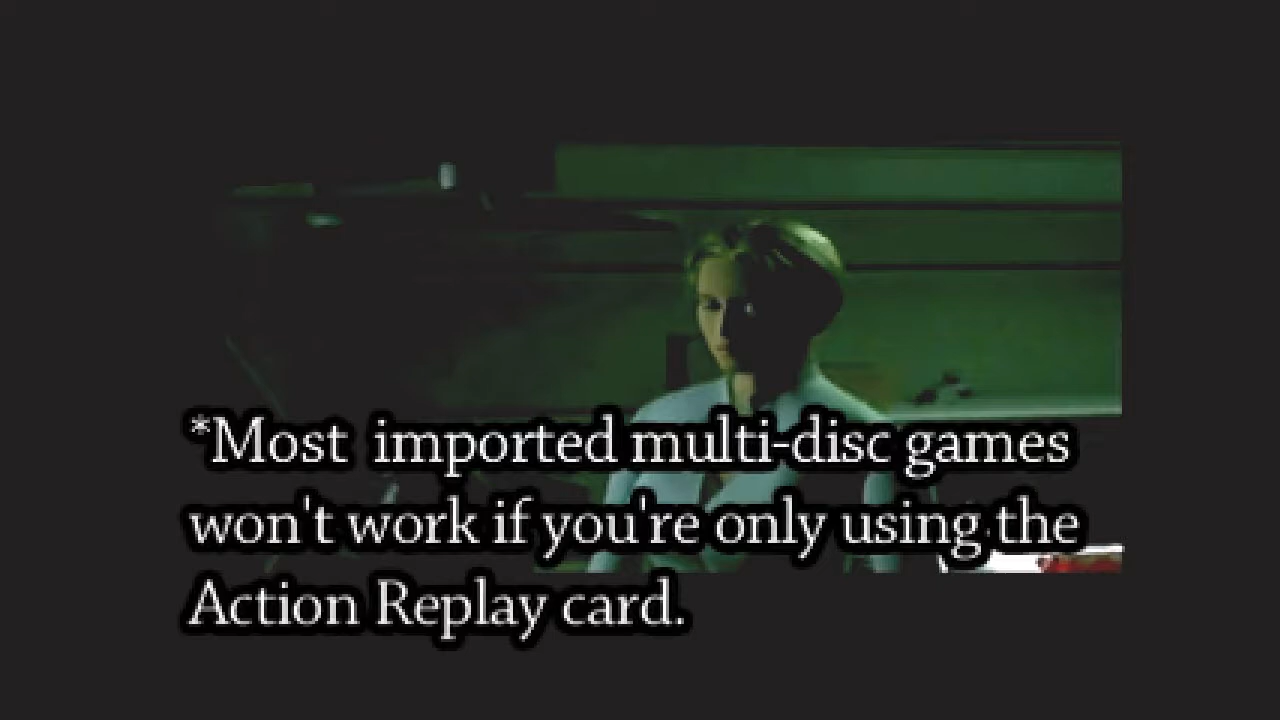 *Most  imported multi-disc games
won't work if you're only using the
Action Replay card.